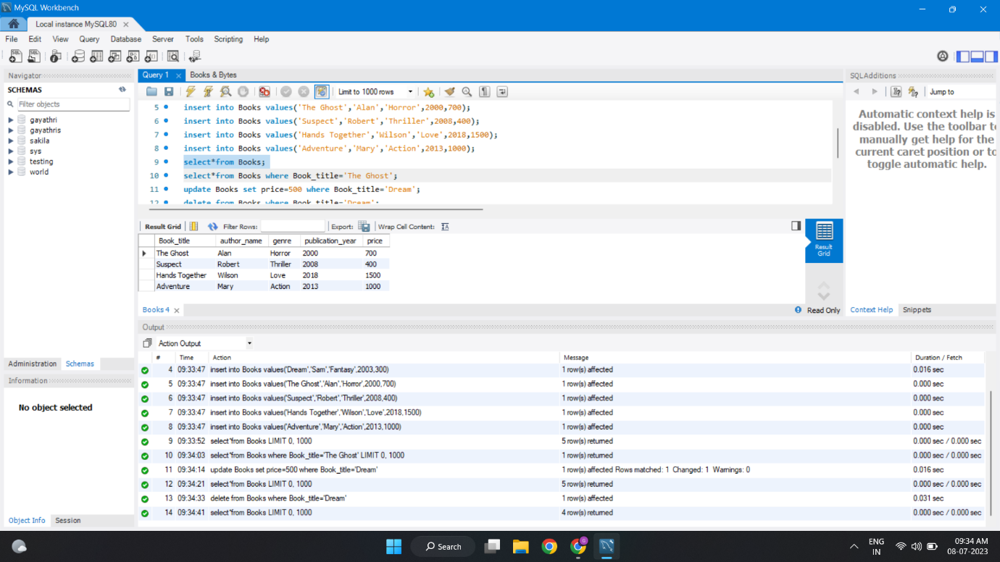 MySQL Workbench
Local instance MySQL80
File Edit View Query Database Server Tools Scripting Help
Navigator
SCHEMAS
Filter objects
gayathri
gayathris
sakila
sys
testing
world
Administration Schemas
Information
No object selected
Object Info Session
Query 1 Books & Bytes
Limit to 1000 rows
5 insert into Books values('The Ghost','Alan','Horror',2000,700);
6 insert into Books values('Suspect','Robert','Thriller',2008,400);
7 insert into Books values('Hands Together','Wilson','Love',2018,1500);
8 insert into Books values('Adventure','Mary','Action',2013,1000);
9 select*from Books;
10 select*from Books where Book_title='The Ghost';
11 update Books set price=500 where Book_title='Dream';
12 delete from Books where Book_title='Dream';
Result Grid Filter Rows: Export: Wrap Cell Content:
Book_title author_name genre publication_year price
The Ghost Alan Horror 2000 700
Suspect Robert Thriller 2008 400
Hands Together Wilson Love 2018 1500
Adventure Mary Action 2013 1000
Result Grid
Books 4
Read Only
SQLAdditions
Jump to
Automatic context help is
disabled. Use the toolbar to
manually get help for the
current caret position or to
toggle automatic help.
Context Help Snippets
Output
Action Output
# Time Action Message Duration / Fetch
4 09:33:47 insert into Books values('Dream','Sam','Fantasy',2003,300) 1 row(s) affected 0.016 sec
5 09:33:47 insert into Books values('The Ghost','Alan','Horror',2000,700) 1 row(s) affected 0.000 sec
6 09:33:47 insert into Books values('Suspect','Robert','Thriller',2008,400) 1 row(s) affected 0.000 sec
7 09:33:47 insert into Books values('Hands Together','Wilson','Love',2018,1500) 1 row(s) affected 0.000 sec
8 09:33:47 insert into Books values('Adventure','Mary','Action',2013,1000) 1 row(s) affected 0.000 sec
9 09:33:52 select*from Books LIMIT 0, 1000 5 row(s) returned 0.000 sec / 0.000 sec
10 09:34:03 select*from Books where Book_title='The Ghost' LIMIT 0, 1000 1 row(s) returned 0.000 sec / 0.000 sec
11 09:34:14 update Books set price=500 where Book_title='Dream' 1 row(s) affected Rows matched: 1 Changed: 1 Warnings: 0 0.016 sec
12 09:34:21 select*from Books LIMIT 0, 1000 5 row(s) returned 0.000 sec / 0.000 sec
13 09:34:33 delete from Books where Book_title='Dream' 1 row(s) affected 0.031 sec
14 09:34:41 select*from Books LIMIT 0, 1000 4 row(s) returned 0.000 sec / 0.000 sec
Search
ENG
IN
09:34 AM
08-07-2023